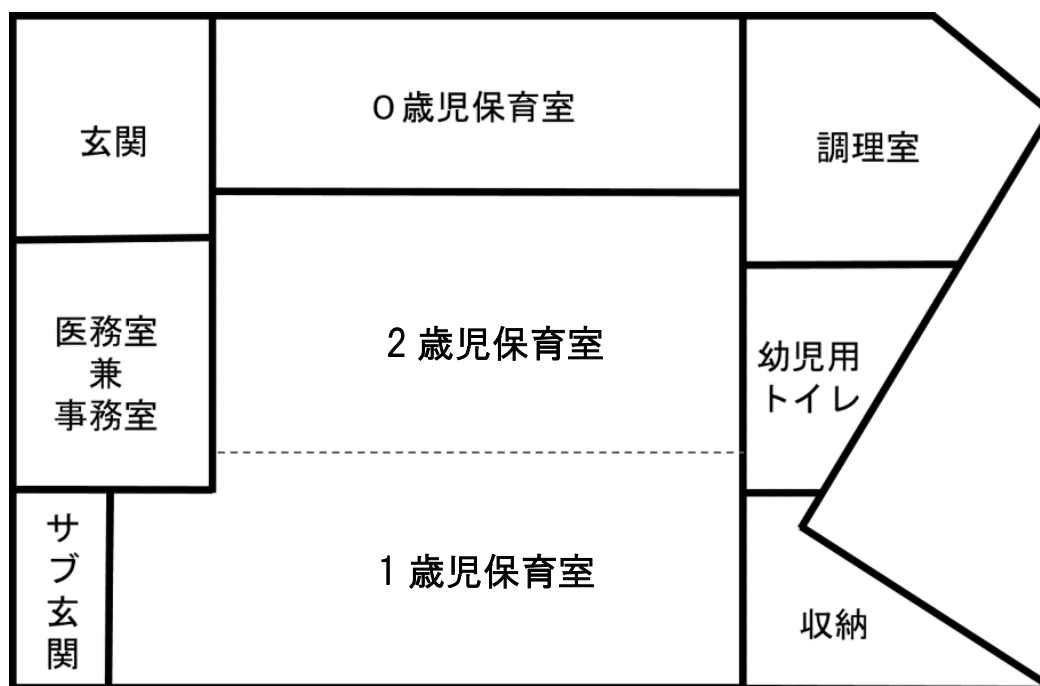 玄関
０歳児保育室
調理室
医務室
兼
事務室
２歳児保育室
幼児用
トイレ
サブ玄関
１歳児保育室
収納